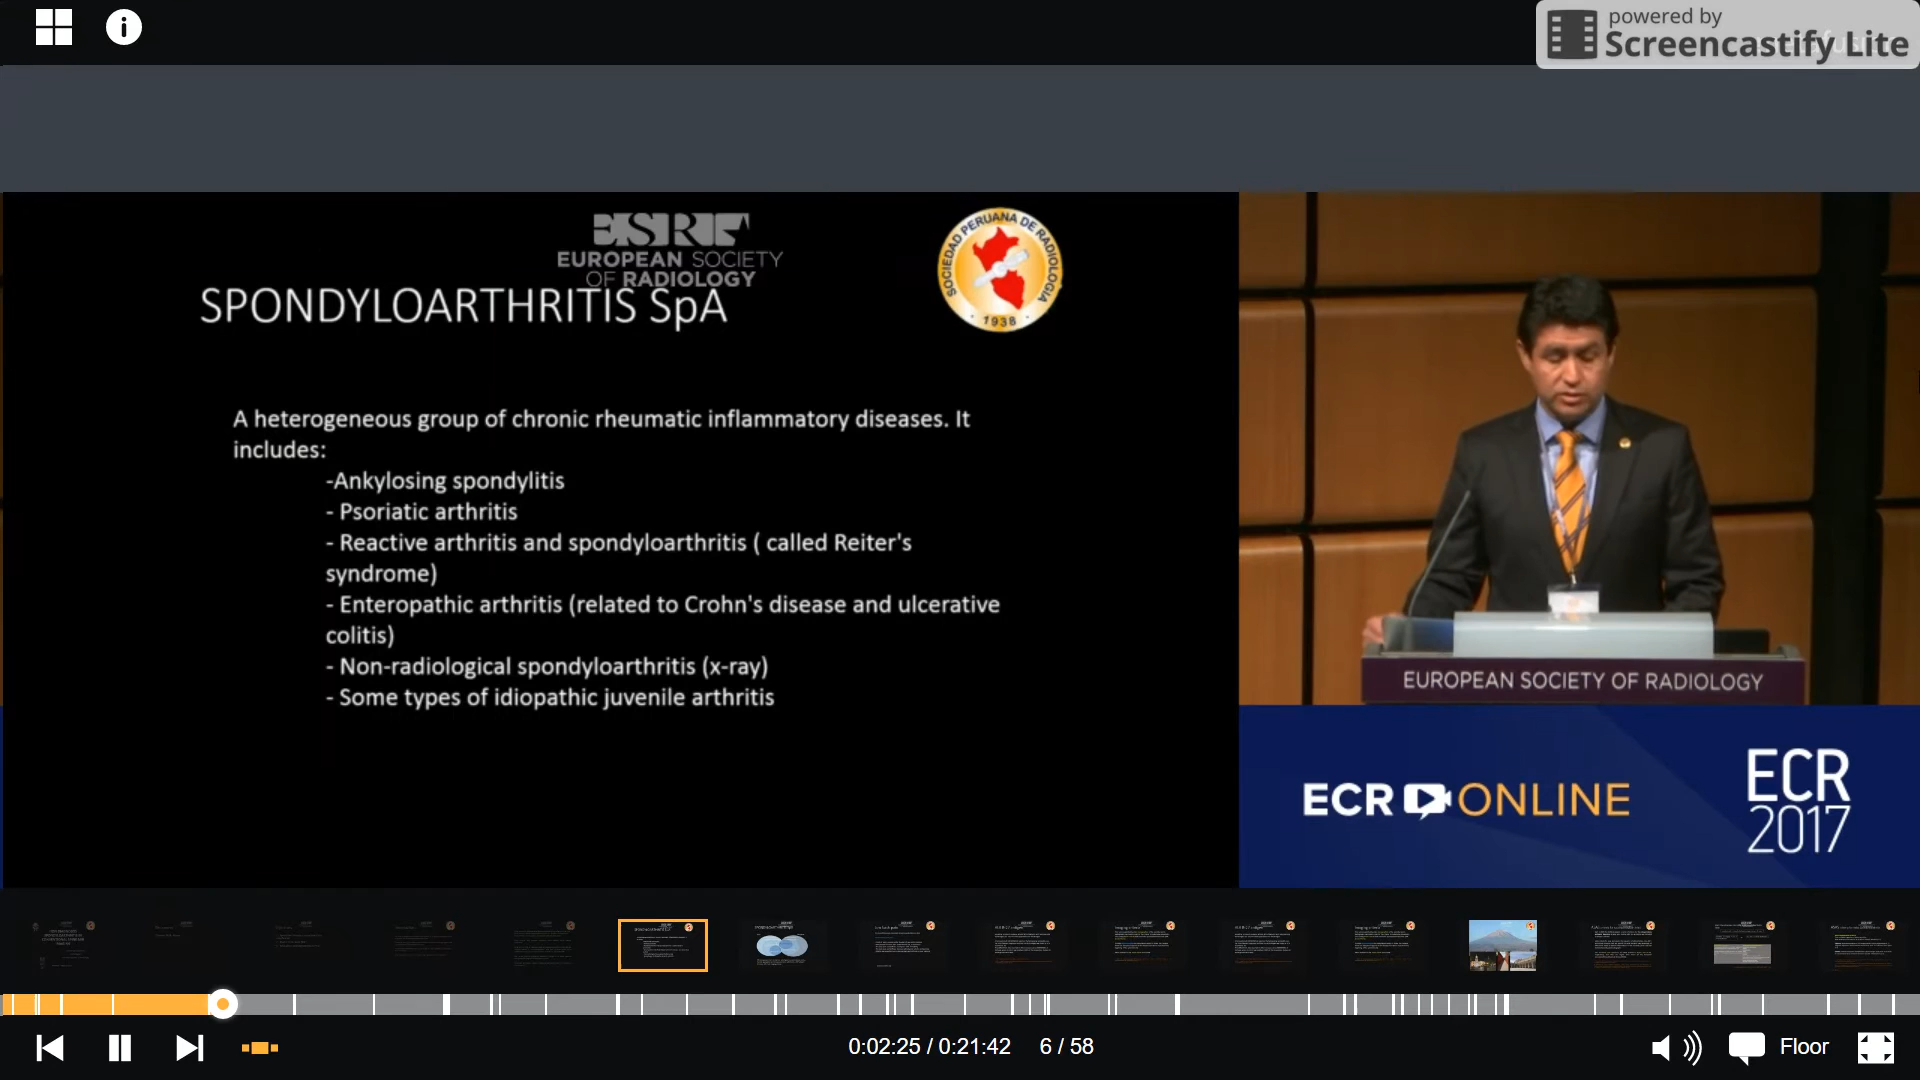 powered by
Screencastify Lite
ESR
EUROPEAN SOCIETY
OF RADIOLOGY
SOCIEDAD PERUANA DE RADIOLOGIA
· 1938 ·
SPONDYLOARTHRITIS SpA
A heterogeneous group of chronic rheumatic inflammatory diseases. It
includes:
-Ankylosing spondylitis
- Psoriatic arthritis
- Reactive arthritis and spondyloarthritis ( called Reiter's
syndrome)
- Enteropathic arthritis (related to Crohn's disease and ulcerative
colitis)
- Non-radiological spondyloarthritis (x-ray)
- Some types of idiopathic juvenile arthritis
EUROPEAN SOCIETY OF RADIOLOGY
ECR ONLINE
ECR
2017
0:02:25 / 0:21:42 6 / 58
Floor